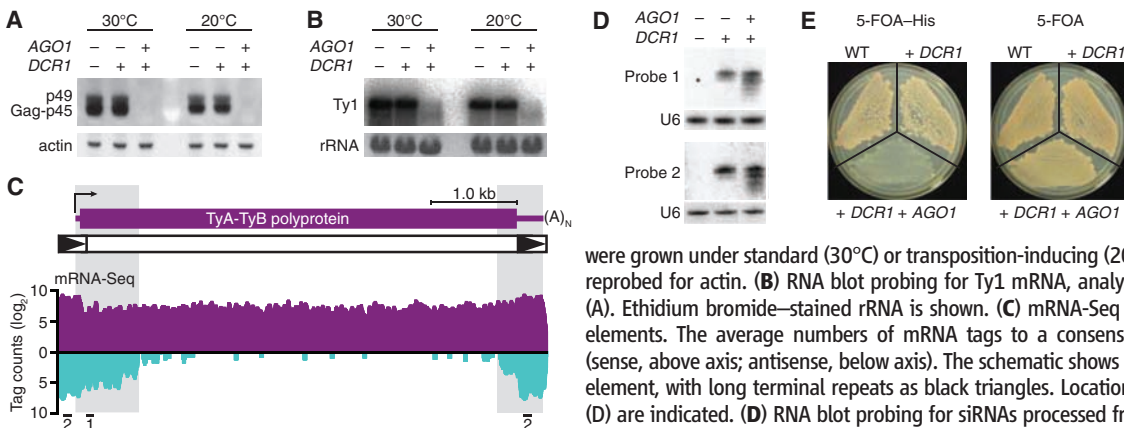 A
30°C 20°C
AGO1 – – + – – +
DCR1 – + + – + +
p49
Gag-p45
actin
B
30°C 20°C
AGO1 – – + – – +
DCR1 – + + – + +
Ty1
rRNA
C
1.0 kb
TyA-TyB polyprotein
(A)N
mRNA-Seq
Tag counts (log2)
10
5
0
5
10
2 1 2
D
AGO1 – – +
DCR1 – + +
Probe 1
U6
Probe 2
U6
E
5-FOA–His 5-FOA
WT + DCR1 WT + DCR1
+ DCR1 + AGO1 + DCR1 + AGO1
were grown under standard (30°C) or transposition-inducing (20
reprobed for actin. (B) RNA blot probing for Ty1 mRNA, analy
(A). Ethidium bromide–stained rRNA is shown. (C) mRNA-Seq
elements. The average numbers of mRNA tags to a consens
(sense, above axis; antisense, below axis). The schematic shows
element, with long terminal repeats as black triangles. Location
(D) are indicated. (D) RNA blot probing for siRNAs processed fr